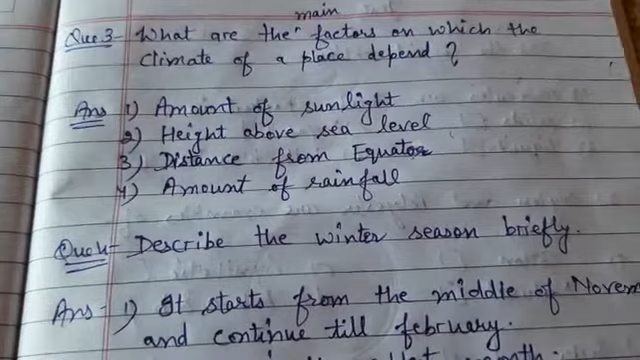 main
Que.3- What are the factors on which the
climate of a place depend?
Ans 1) Amount of sunlight
2) Height above sea level
3) Distance from Equator
4) Amount of rainfall
Que4- Describe the winter season briefly.
Ans- 1) It starts from the middle of Novem
and continue till february.